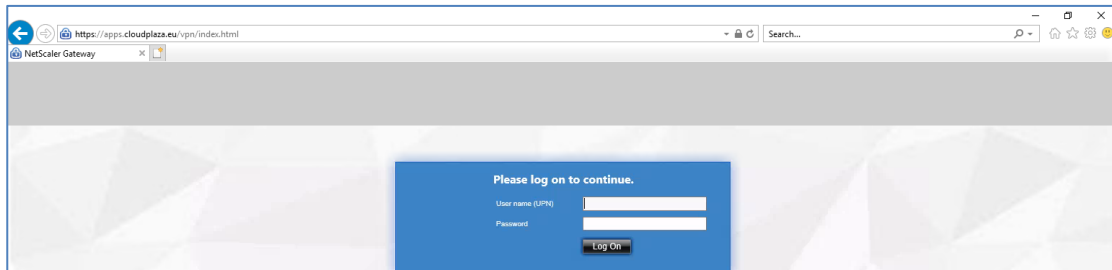 https://apps.cloudplaza.eu/vpn/index.html
Search...
NetScaler Gateway
Please log on to continue.
User name (UPN)
Password
Log On